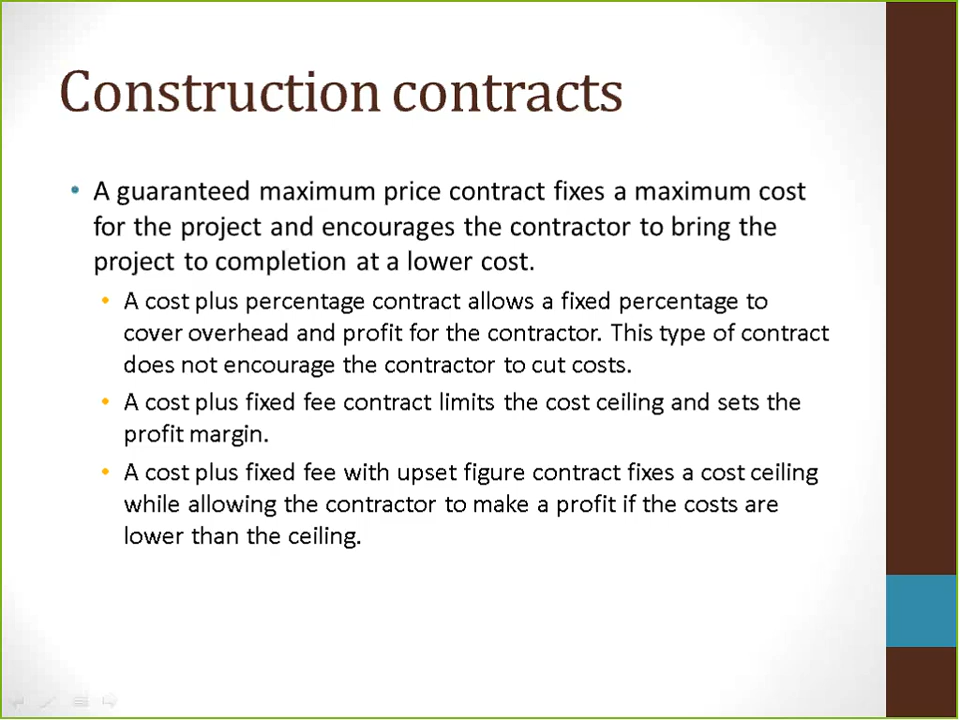 Construction contracts
• A guaranteed maximum price contract fixes a maximum cost
for the project and encourages the contractor to bring the
project to completion at a lower cost.
• A cost plus percentage contract allows a fixed percentage to
cover overhead and profit for the contractor. This type of contract
does not encourage the contractor to cut costs.
• A cost plus fixed fee contract limits the cost ceiling and sets the
profit margin.
• A cost plus fixed fee with upset figure contract fixes a cost ceiling
while allowing the contractor to make a profit if the costs are
lower than the ceiling.